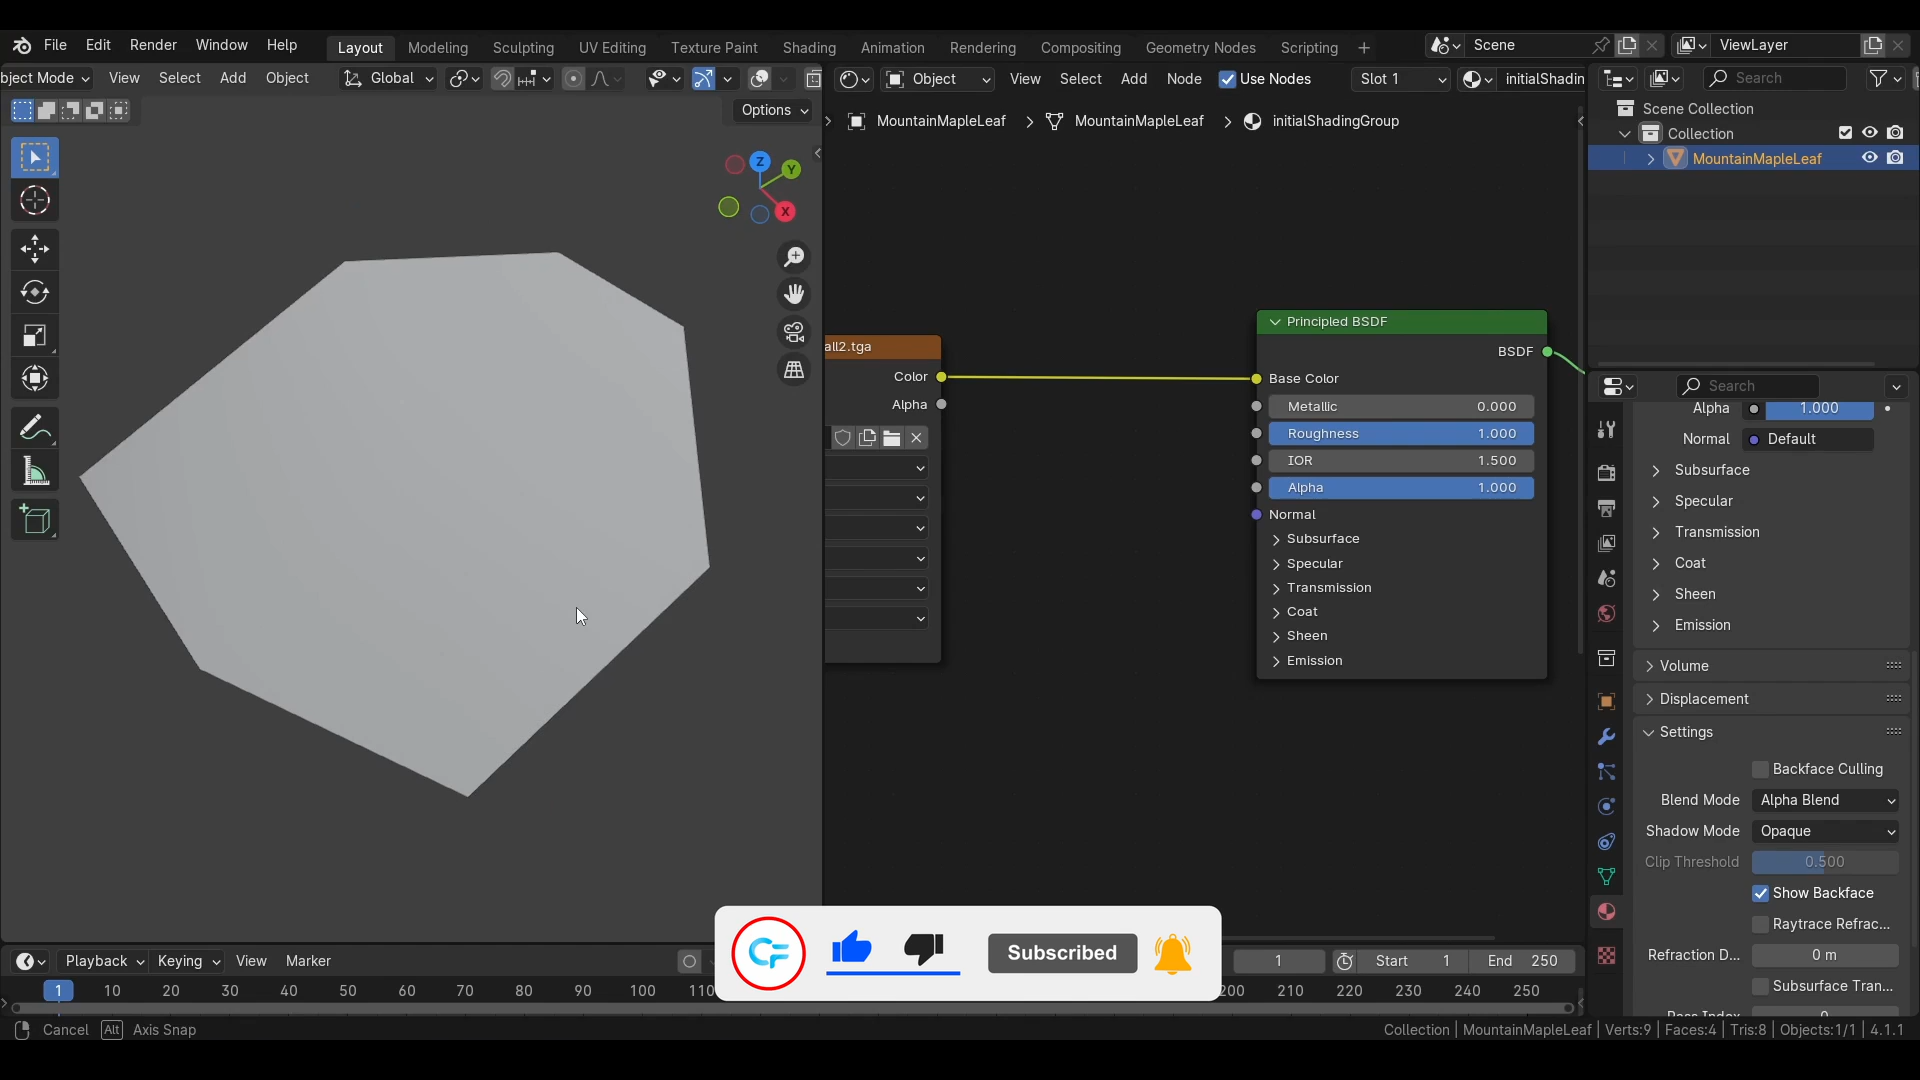 File Edit Render Window Help Layout Modeling Sculpting UV Editing Texture Paint Shading Animation Rendering Compositing Geometry Nodes Scripting + Scene ViewLayer
bject Mode View Select Add Object Global Object View Select Add Node Use Nodes Slot 1 initialShadin Search
Options
MountainMapleLeaf > MountainMapleLeaf > initialShadingGroup
Scene Collection
Collection
MountainMapleLeaf
Z
Y
X
all2.tga
Color
Alpha
Principled BSDF
BSDF
Base Color
Metallic 0.000
Roughness 1.000
IOR 1.500
Alpha 1.000
Normal
Subsurface
Specular
Transmission
Coat
Sheen
Emission
Search
Alpha 1.000
Normal Default
Subsurface
Specular
Transmission
Coat
Sheen
Emission
Volume
Displacement
Settings
Backface Culling
Blend Mode Alpha Blend
Shadow Mode Opaque
Clip Threshold 0.500
Show Backface
Raytrace Refrac...
Refraction D... 0 m
Subsurface Tran...
Pass Index 0
Subscribed
Playback Keying View Marker 1 Start 1 End 250
1 10 20 30 40 50 60 70 80 90 100 110 200 210 220 230 240 250
Cancel Alt Axis Snap Collection | MountainMapleLeaf | Verts:9 | Faces:4 | Tris:8 | Objects:1/1 | 4.1.1